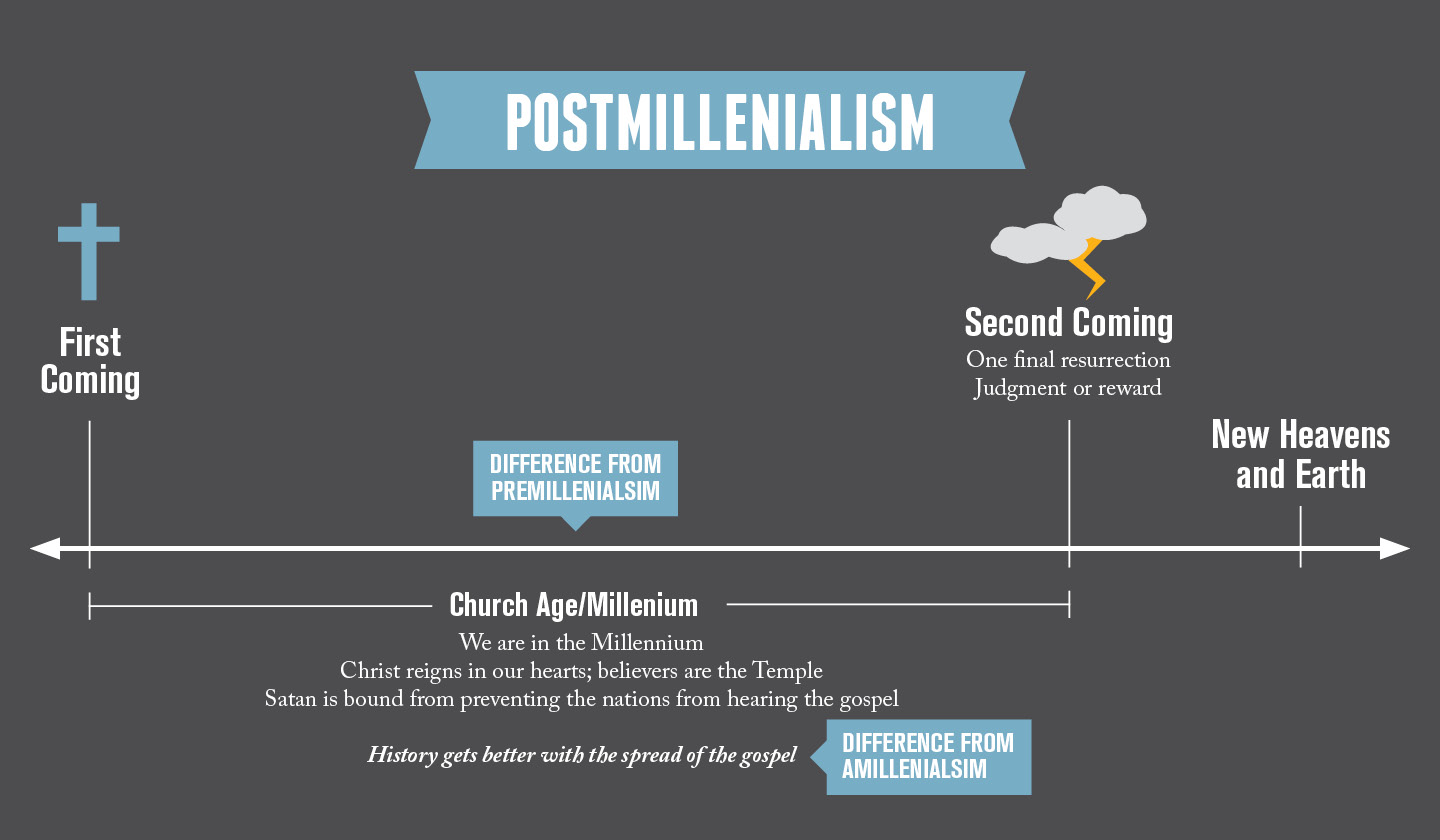 POSTMILLENIALISM
First
Coming
Second Coming
One final resurrection
Judgment or reward
New Heavens
and Earth
DIFFERENCE FROM
PREMILLENIALSIM
Church Age/Millenium
We are in the Millennium
Christ reigns in our hearts; believers are the Temple
Satan is bound from preventing the nations from hearing the gospel
History gets better with the spread of the gospel
DIFFERENCE FROM
AMILLENIALSIM